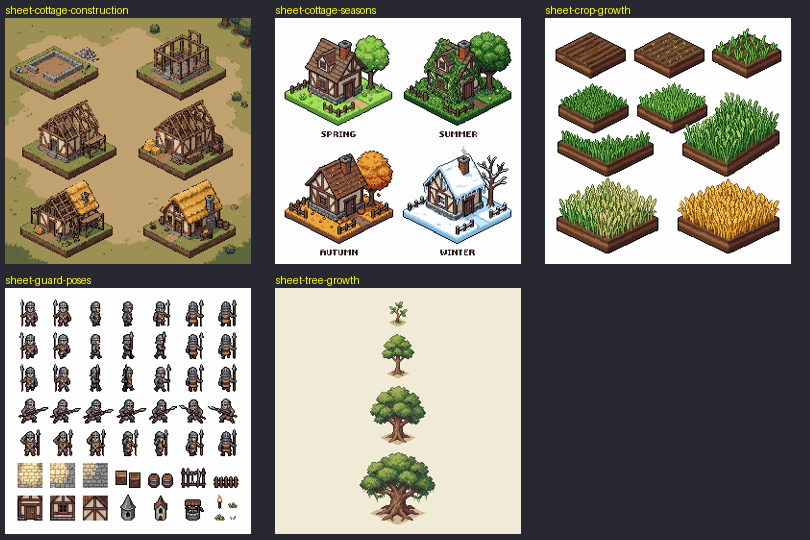 sheet-cottage-construction
sheet-cottage-seasons
sheet-crop-growth
SPRING
SUMMER
AUTUMN
WINTER
sheet-guard-poses
sheet-tree-growth